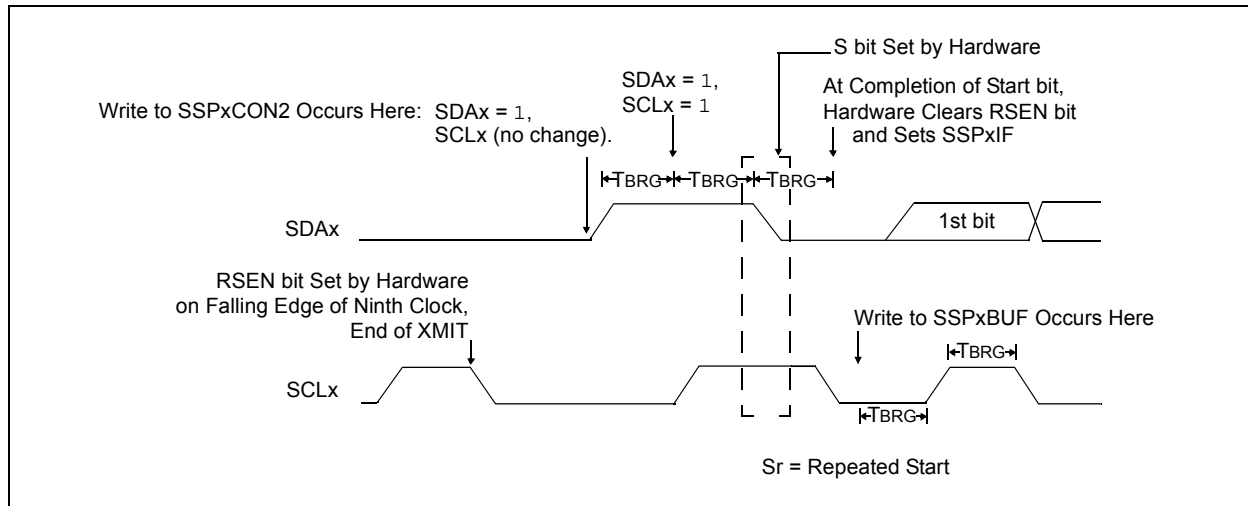 S bit Set by Hardware
SDAx = 1,
SCLx = 1
At Completion of Start bit,
Hardware Clears RSEN bit
and Sets SSPxIF
Write to SSPxCON2 Occurs Here:
SDAx = 1,
SCLx (no change).
TBRG
TBRG
TBRG
SDAx
1st bit
RSEN bit Set by Hardware
on Falling Edge of Ninth Clock,
End of XMIT
Write to SSPxBUF Occurs Here
TBRG
SCLx
TBRG
Sr = Repeated Start